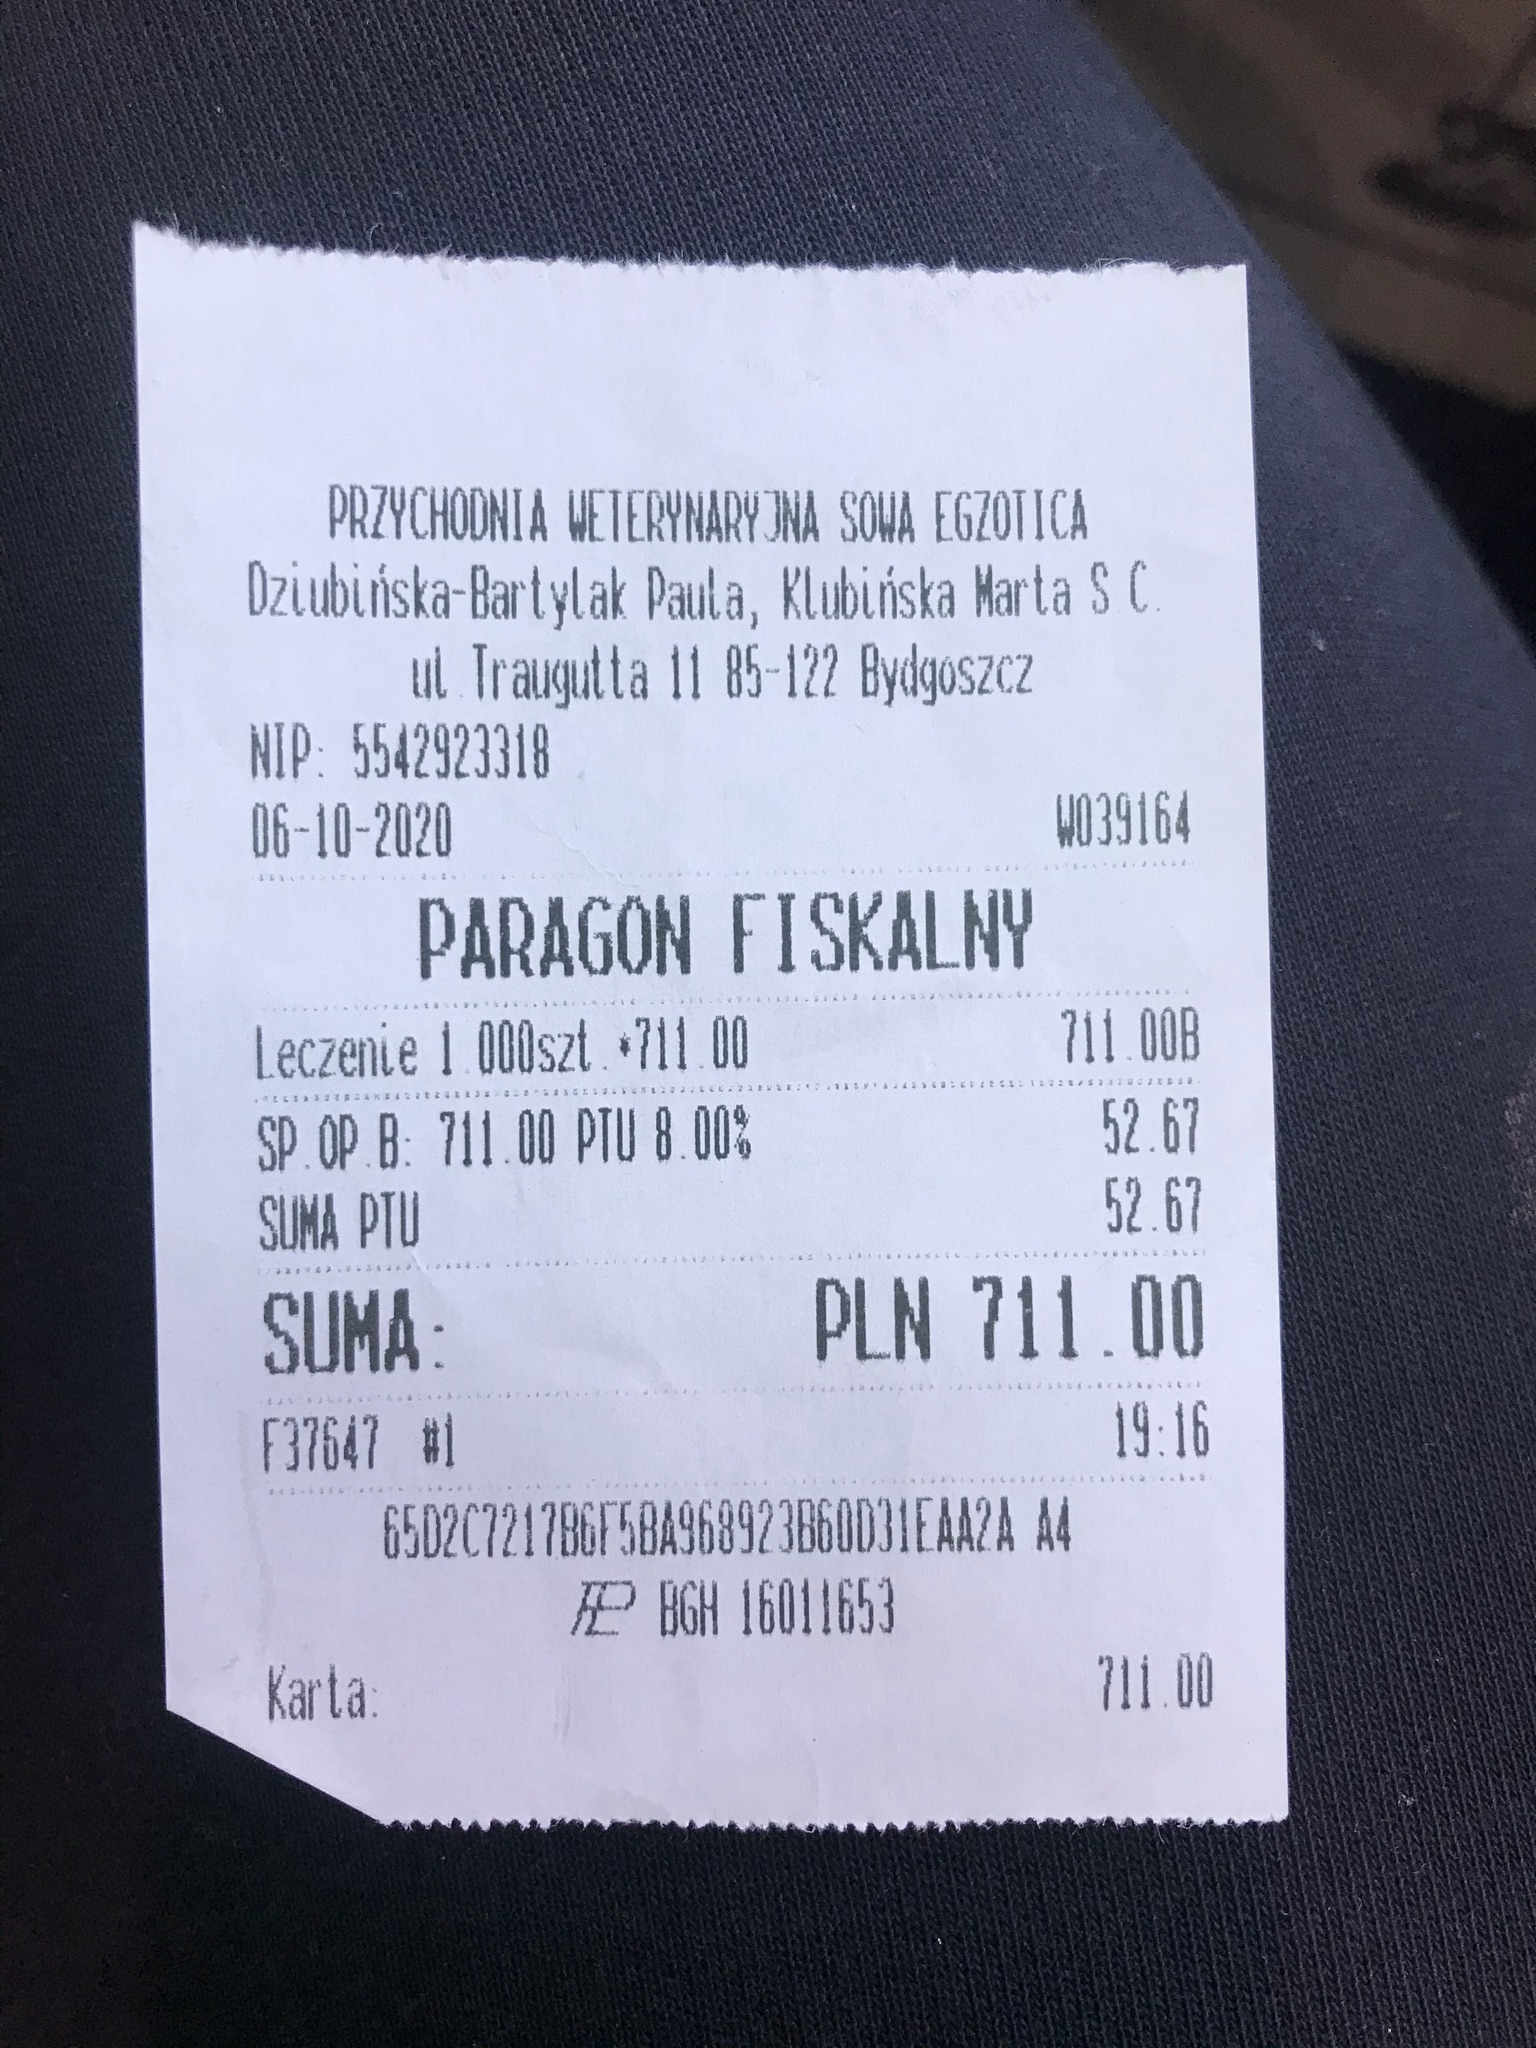 PRZYCHODNIA WETERYNARYJNA SOWA EGZOTICA
Dziubińska-Bartylak Paula, Klubińska Marta S.C.
ul.Traugutta 11 85-122 Bydgoszcz
NIP: 5542923318
06-10-2020 W039164
PARAGON FISKALNY
Leczenie 1.000szt.*711.00 711.00B
SP.OP.B: 711.00 PTU 8.00% 52.67
SUMA PTU 52.67
SUMA: PLN 711.00
F37647 #1 19:16
65D2C7217B6F5BA968923B60D31EAA2A A4
BGH 16011653
Karta: 711.00